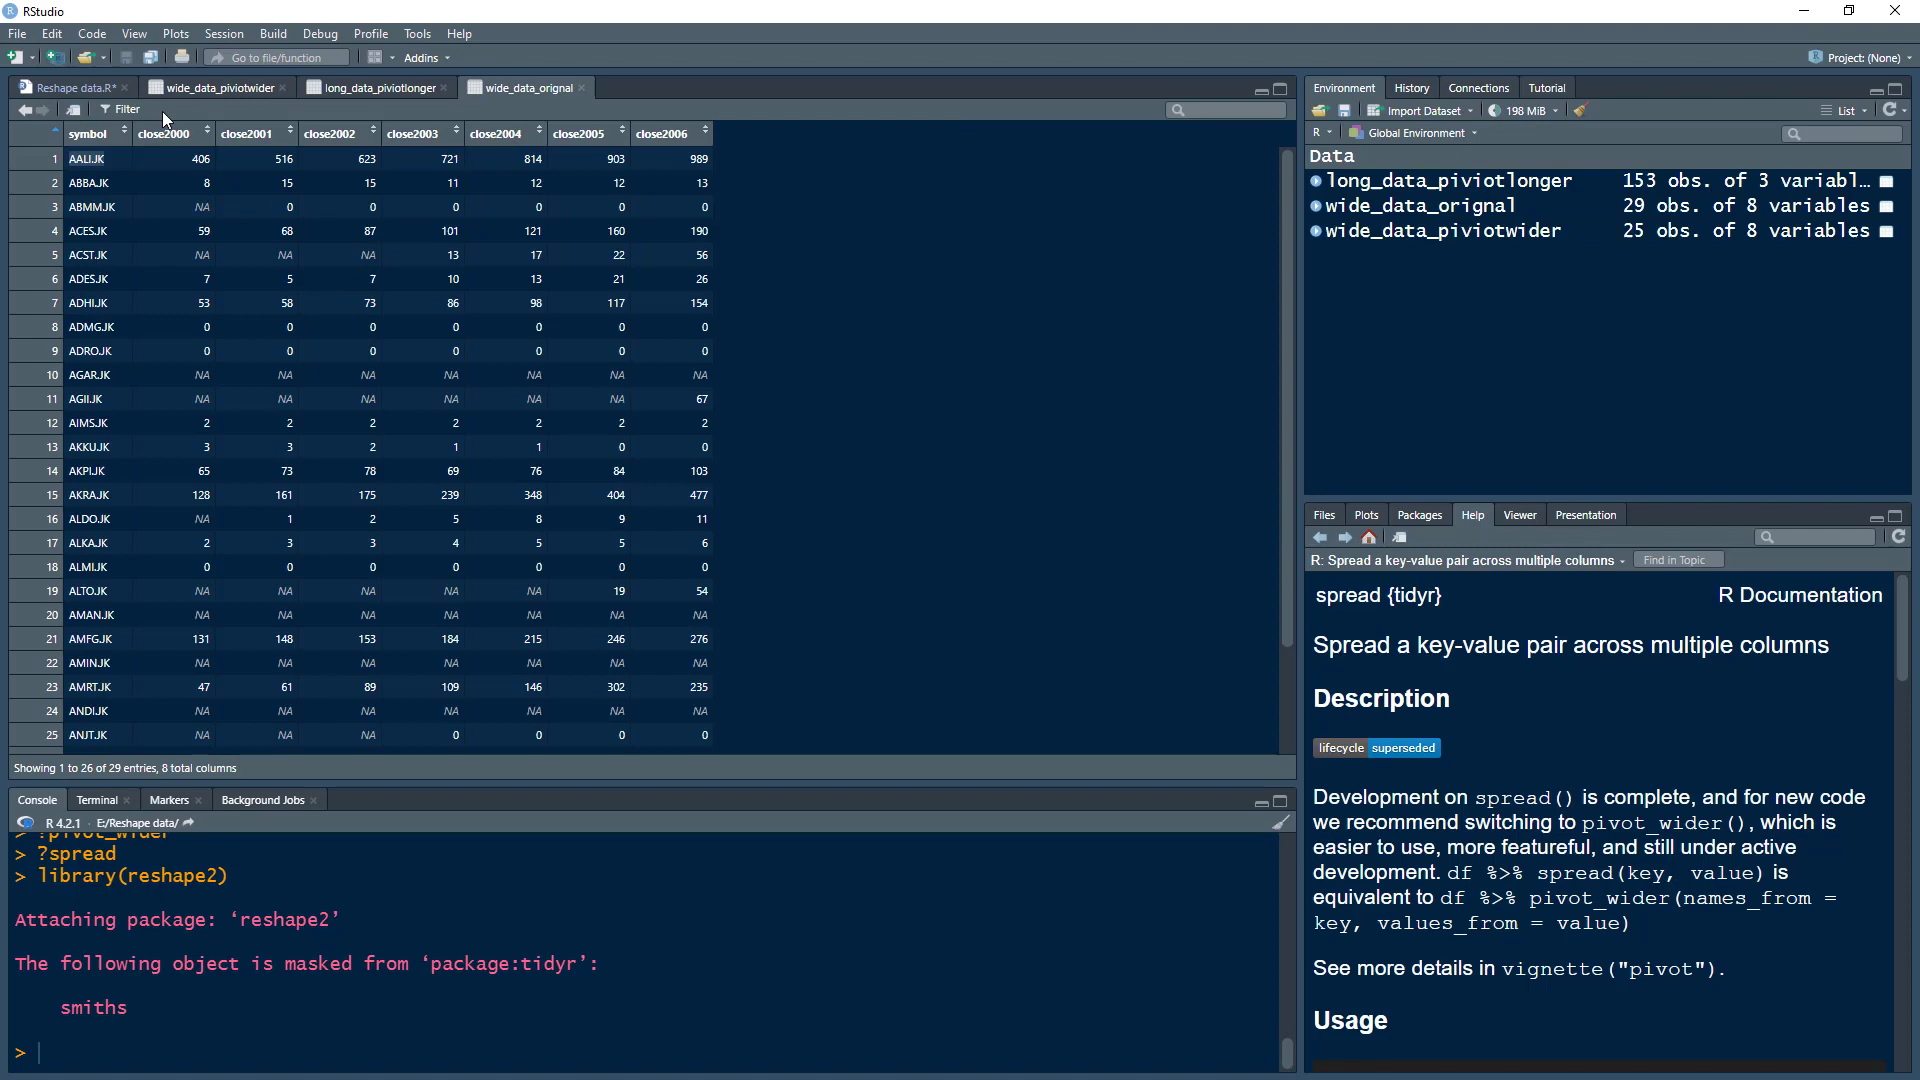 RStudio
File Edit Code View Plots Session Build Debug Profile Tools Help
Go to file/function Addins Project: (None)
Reshape data.R* wide_data_piviotwider long_data_piviotlonger wide_data_orignal
Filter
symbol close2000 close2001 close2002 close2003 close2004 close2005 close2006
1 AALI.JK 406 516 623 721 814 903 989
2 ABBA.JK 8 15 15 11 12 12 13
3 ABMM.JK NA 0 0 0 0 0 0
4 ACES.JK 59 68 87 101 121 160 190
5 ACST.JK NA NA NA 13 17 22 56
6 ADES.JK 7 5 7 10 13 21 26
7 ADHI.JK 53 58 73 86 98 117 154
8 ADMG.JK 0 0 0 0 0 0 0
9 ADRO.JK 0 0 0 0 0 0 0
10 AGAR.JK NA NA NA NA NA NA NA
11 AGII.JK NA NA NA NA NA NA 67
12 AIMS.JK 2 2 2 2 2 2 2
13 AKKU.JK 3 3 2 1 1 0 0
14 AKPI.JK 65 73 78 69 76 84 103
15 AKRA.JK 128 161 175 239 348 404 477
16 ALDO.JK NA 1 2 5 8 9 11
17 ALKA.JK 2 3 3 4 5 5 6
18 ALMI.JK 0 0 0 0 0 0 0
19 ALTO.JK NA NA NA NA NA 19 54
20 AMAN.JK NA NA NA NA NA NA NA
21 AMFG.JK 131 148 153 184 215 246 276
22 AMIN.JK NA NA NA NA NA NA NA
23 AMRT.JK 47 61 89 109 146 302 235
24 ANDI.JK NA NA NA NA NA NA NA
25 ANJT.JK NA NA NA 0 0 0 0
Showing 1 to 26 of 29 entries, 8 total columns
Console Terminal Markers Background Jobs
R 4.2.1 · E:/Reshape data/
> ?pivot_wider
> ?spread
> library(reshape2)
Attaching package: ‘reshape2’
The following object is masked from ‘package:tidyr’:
smiths
>
Environment History Connections Tutorial
Import Dataset 198 MiB List
R Global Environment
Data
long_data_piviotlonger 153 obs. of 3 variabl…
wide_data_orignal 29 obs. of 8 variables
wide_data_piviotwider 25 obs. of 8 variables
Files Plots Packages Help Viewer Presentation
R: Spread a key-value pair across multiple columns Find in Topic
spread {tidyr} R Documentation
Spread a key-value pair across multiple columns
Description
lifecycle superseded
Development on spread() is complete, and for new code
we recommend switching to pivot_wider(), which is
easier to use, more featureful, and still under active
development. df %>% spread(key, value) is
equivalent to df %>% pivot_wider(names_from =
key, values_from = value)
See more details in vignette("pivot").
Usage